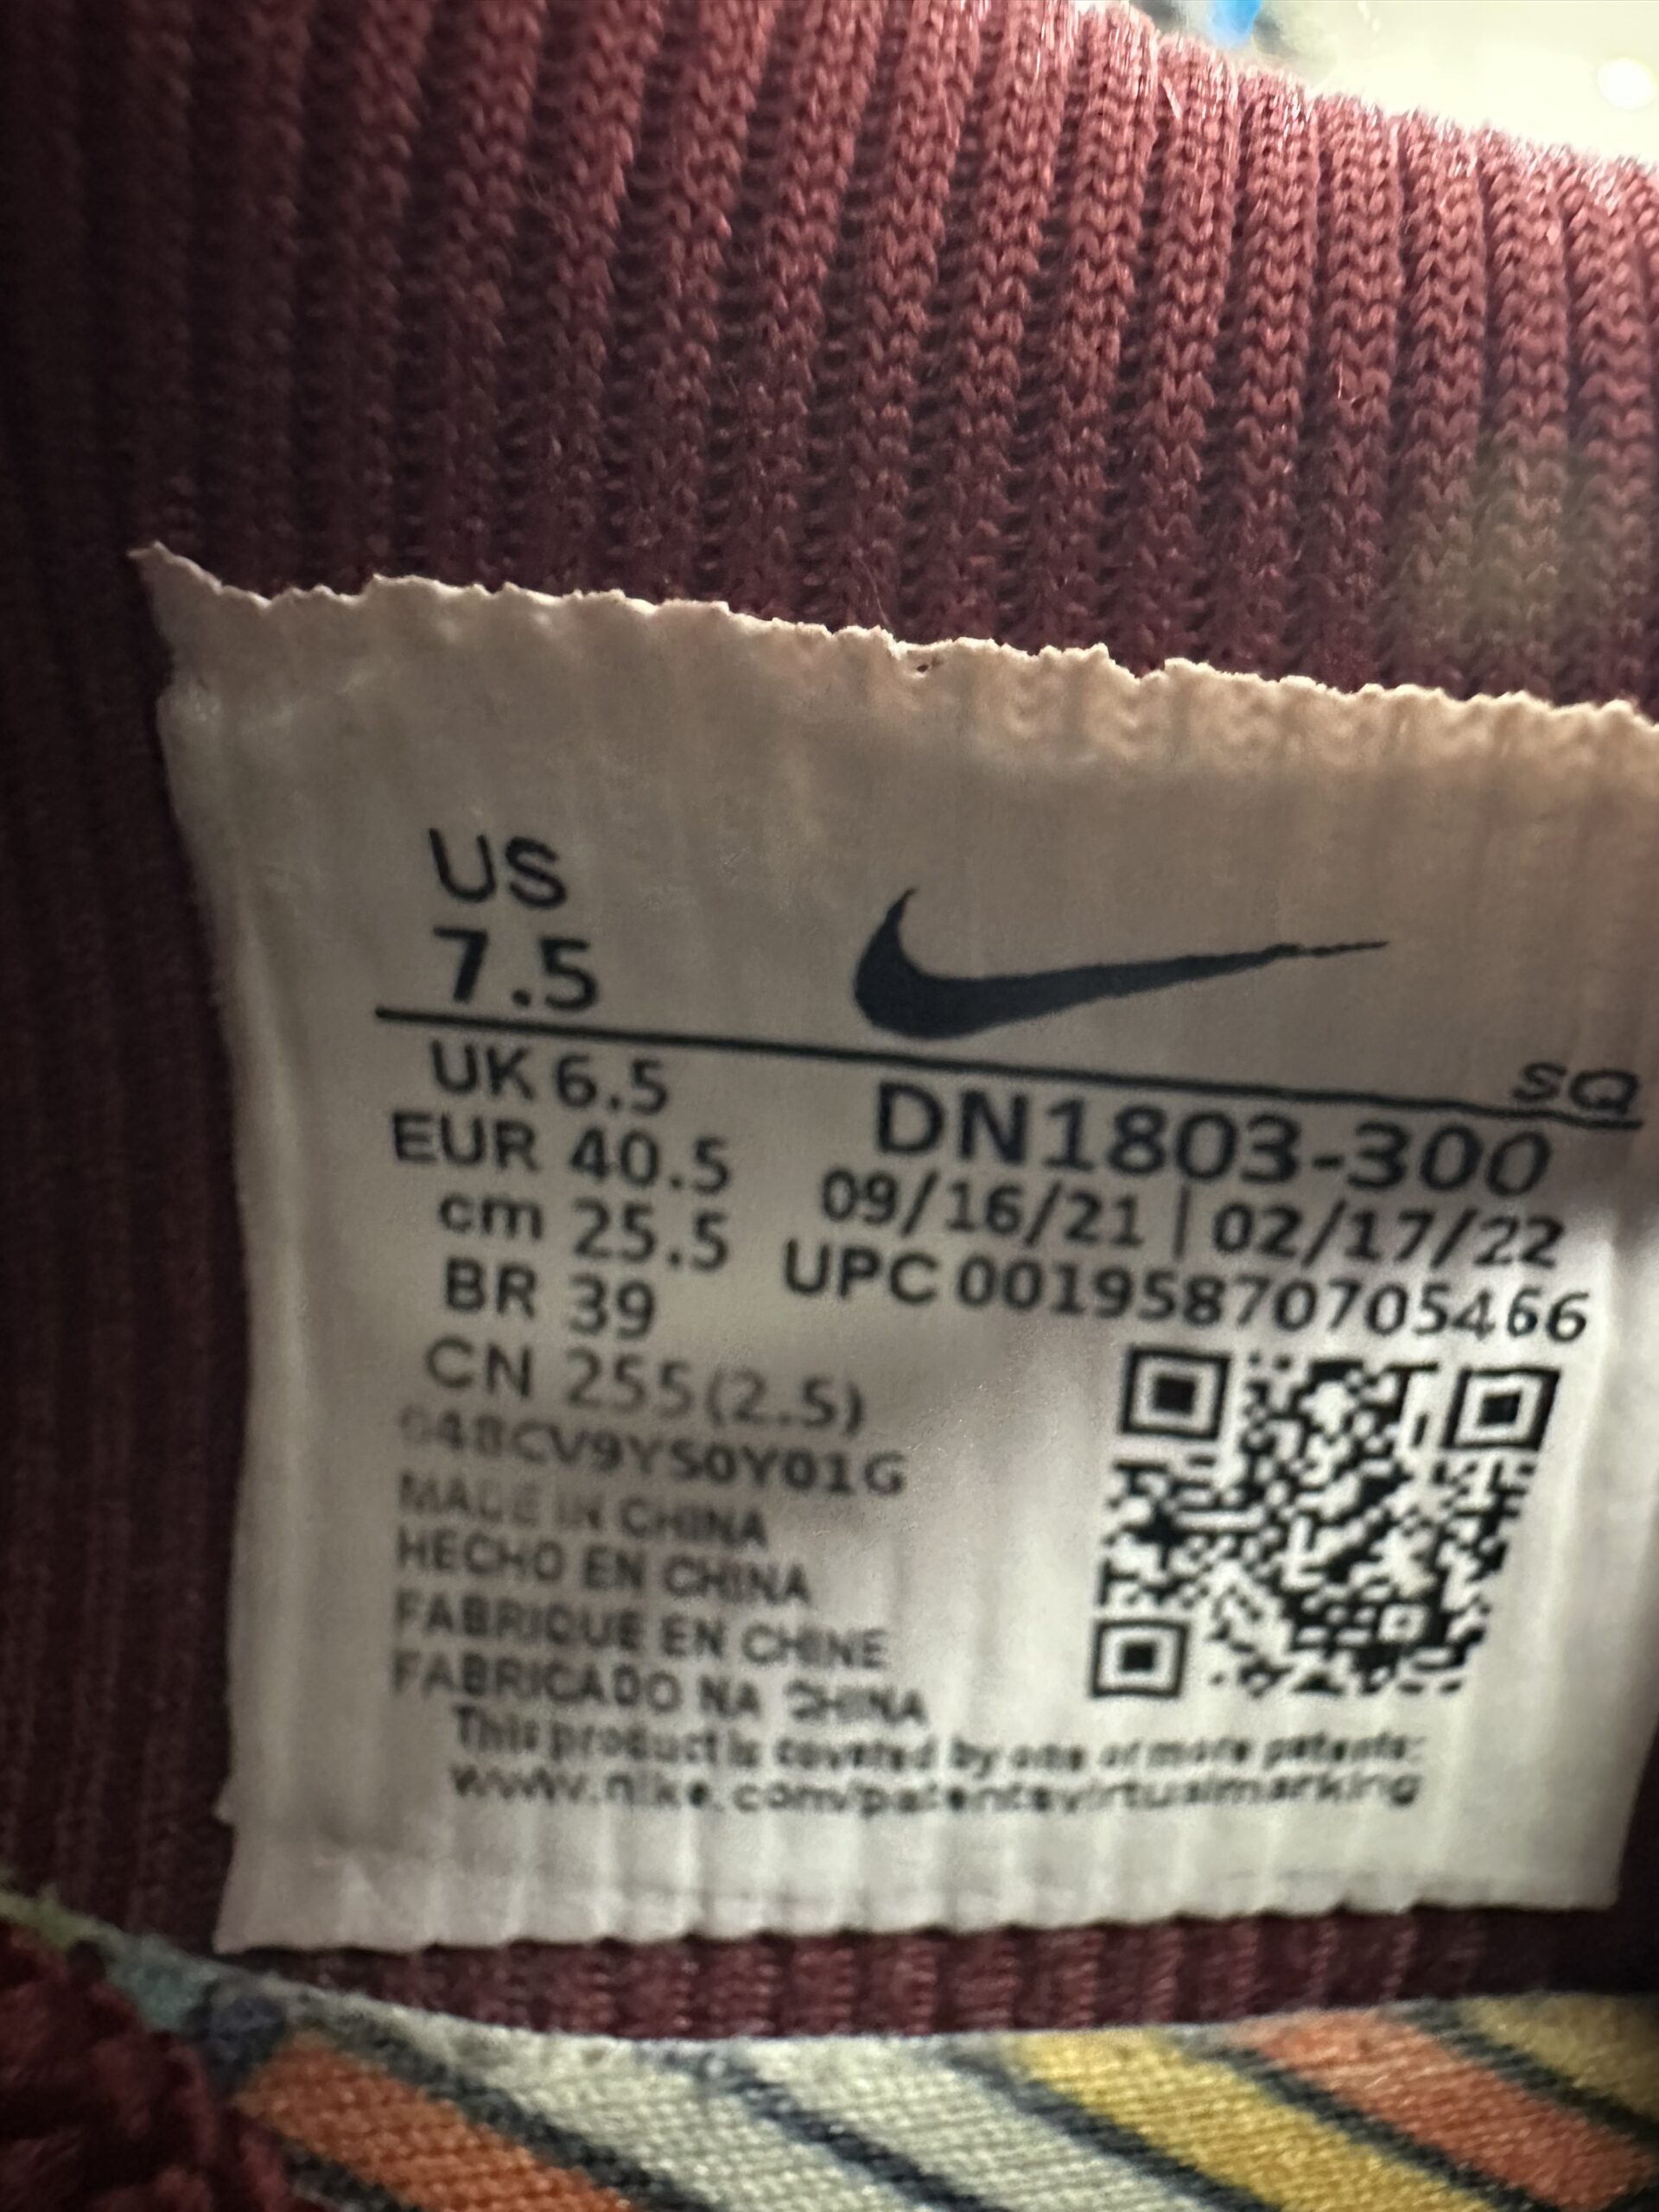 US
7.5
SQ
UK 6.5
EUR 40.5
cm 25.5
BR 39
CN 255(2.5)
DN1803-300
09/16/21 | 02/17/22
UPC 00195870705466
048CV9YS0Y01G
MADE IN CHINA
HECHO EN CHINA
FABRIQUE EN CHINE
FABRICADO NA CHINA
This product is covered by one or more patents:
www.nike.com/patentsvirtualmarking